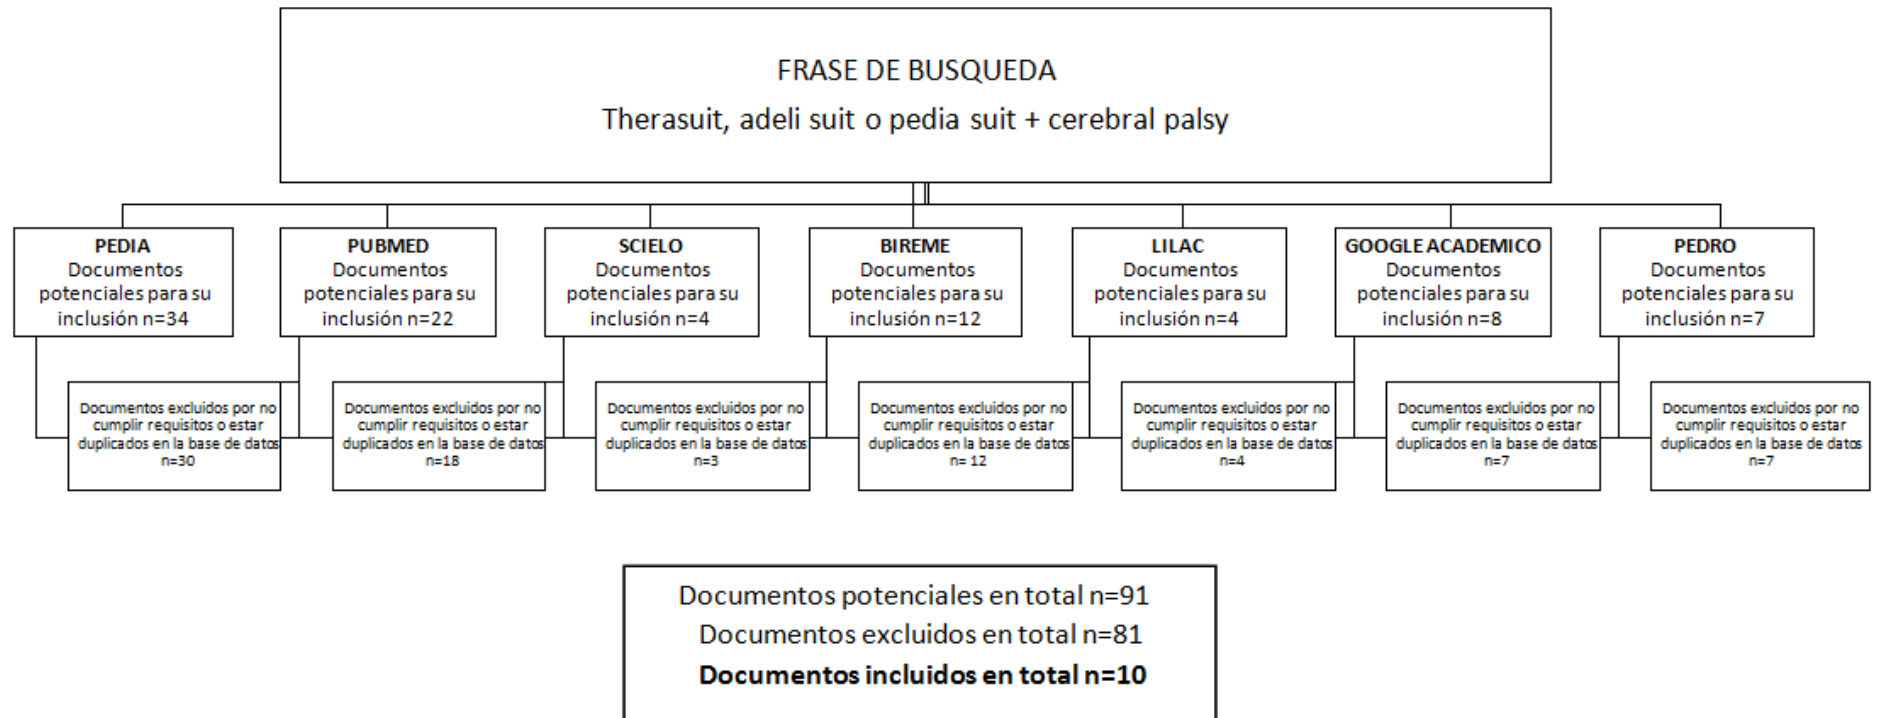 FRASE DE BUSQUEDA
Therasuit, adeli suit o pedia suit + cerebral palsy
PEDIA
Documentos
potenciales para su
inclusión n=34
PUBMED
Documentos
potenciales para su
inclusión n=22
SCIELO
Documentos
potenciales para su
inclusión n=4
BIREME
Documentos
potenciales para su
inclusión n=12
LILAC
Documentos
potenciales para su
inclusión n=4
GOOGLE ACADEMICO
Documentos
potenciales para su
inclusión n=8
PEDRO
Documentos
potenciales para su
inclusión n=7
Documentos excluidos por no
cumplir requisitos o estar
duplicados en la base de datos
n=30
Documentos excluidos por no
cumplir requisitos o estar
duplicados en la base de datos
n=18
Documentos excluidos por no
cumplir requisitos o estar
duplicados en la base de datos
n=3
Documentos excluidos por no
cumplir requisitos o estar
duplicados en la base de datos
n= 12
Documentos excluidos por no
cumplir requisitos o estar
duplicados en la base de datos
n=4
Documentos excluidos por no
cumplir requisitos o estar
duplicados en la base de datos
n=7
Documentos excluidos por no
cumplir requisitos o estar
duplicados en la base de datos
n=7
Documentos potenciales en total n=91
Documentos excluidos en total n=81
Documentos incluidos en total n=10